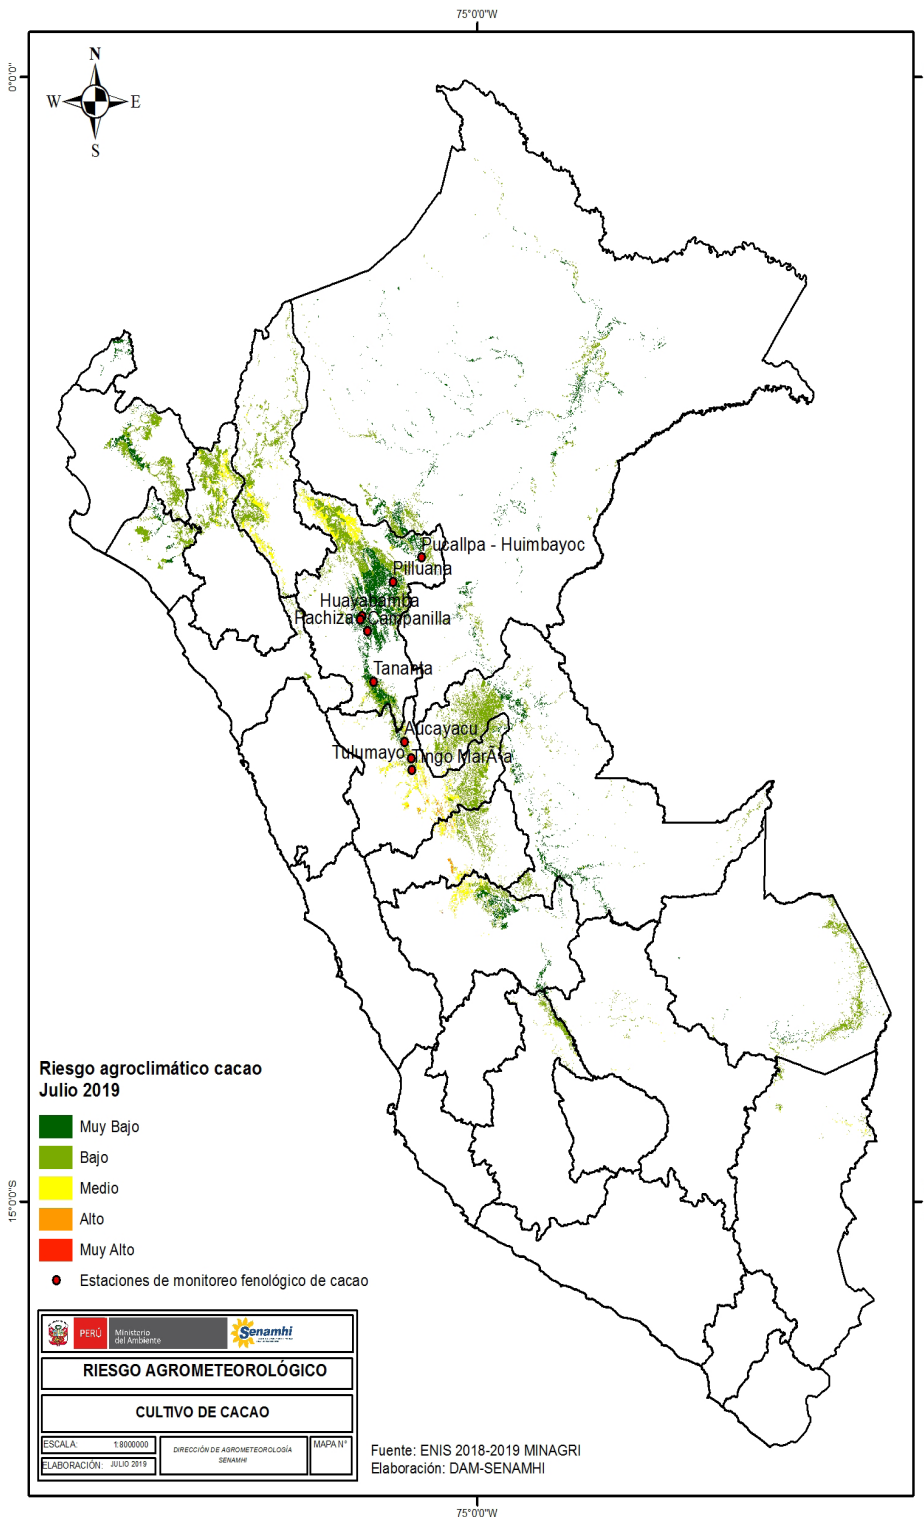 75°0'0"W
0°0'0"
N
W
E
S
Pucallpa - Huimbayoc
Pilluana
Huayabamba
Pachiza
Campanilla
Tananta
Aucayacu
Tulumayo
Tingo MarÃ­a
Riesgo agroclimático cacao
Julio 2019
Muy Bajo
Bajo
Medio
Alto
Muy Alto
Estaciones de monitoreo fenológico de cacao
15°0'0"S
PERÚ
Ministerio
del Ambiente
Senamhi
RIESGO AGROMETEOROLÓGICO
CULTIVO DE CACAO
ESCALA: 1:8000000
ELABORACIÓN: JULIO 2019
DIRECCIÓN DE AGROMETEOROLOGÍA
SENAMHI
MAPA N°
Fuente: ENIS 2018-2019 MINAGRI
Elaboración: DAM-SENAMHI
75°0'0"W